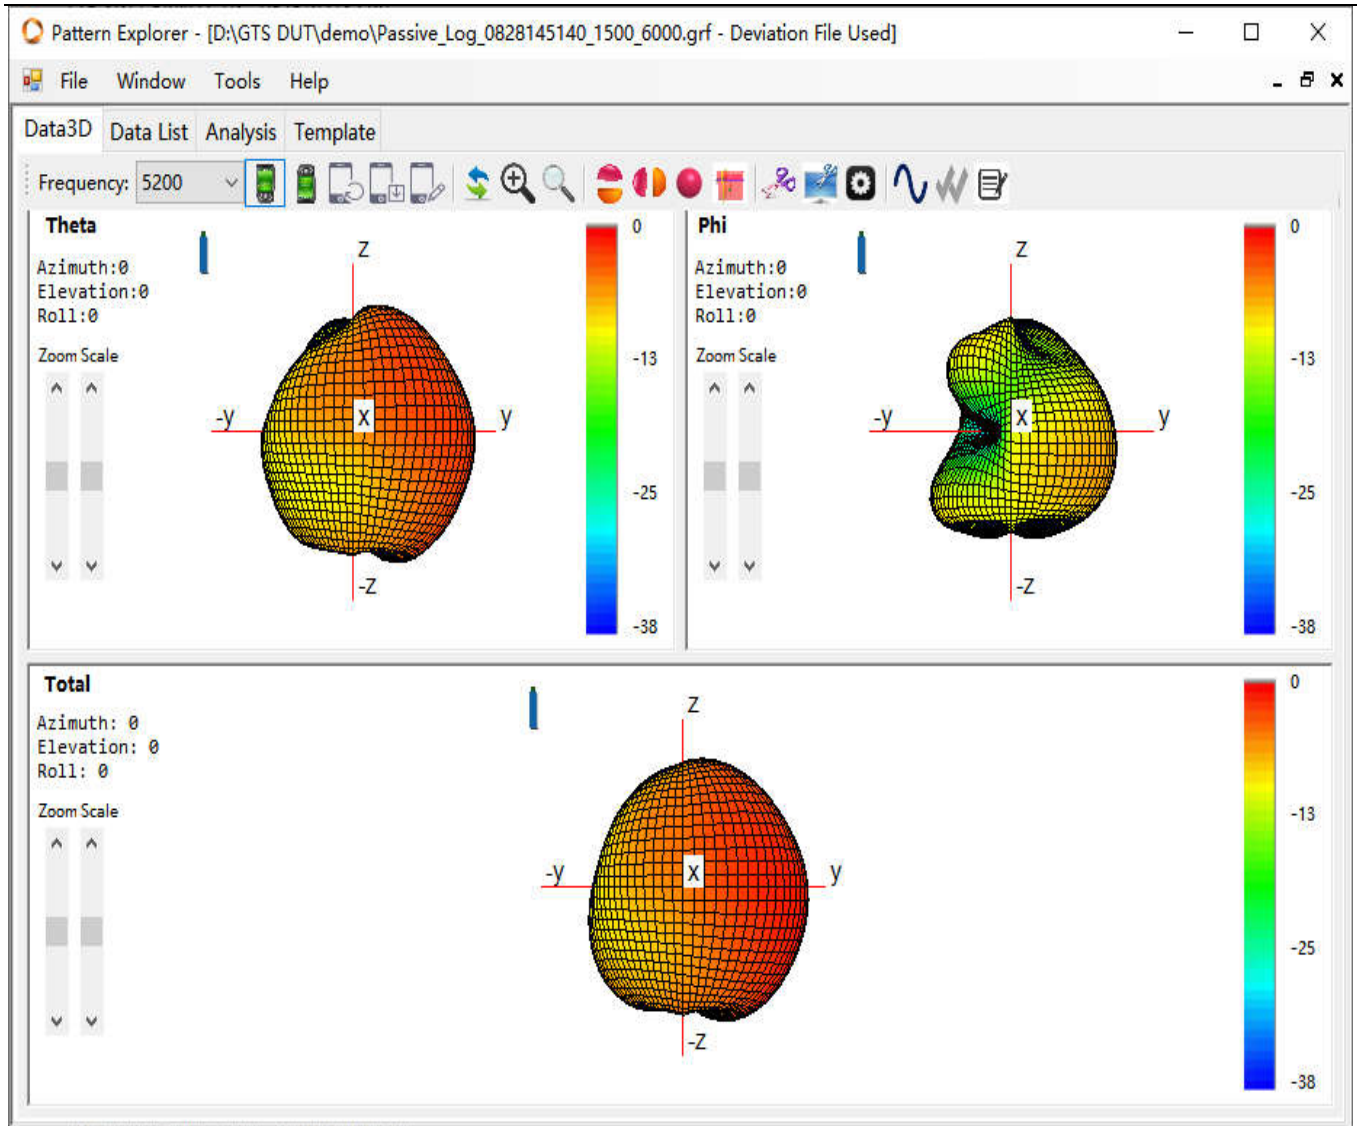 Pattern Explorer - [D:\GTS DUT\demo\Passive_Log_0828145140_1500_6000.grf - Deviation File Used]
File Window Tools Help
Data3D Data List Analysis Template
Frequency: 5200
Theta
Azimuth:0
Elevation:0
Roll:0
Zoom Scale
z
-y
x
y
-z
0
-13
-25
-38
Phi
Azimuth:0
Elevation:0
Roll:0
Zoom Scale
z
-y
x
y
-z
0
-13
-25
-38
Total
Azimuth: 0
Elevation: 0
Roll: 0
Zoom Scale
z
-y
x
y
-z
0
-13
-25
-38